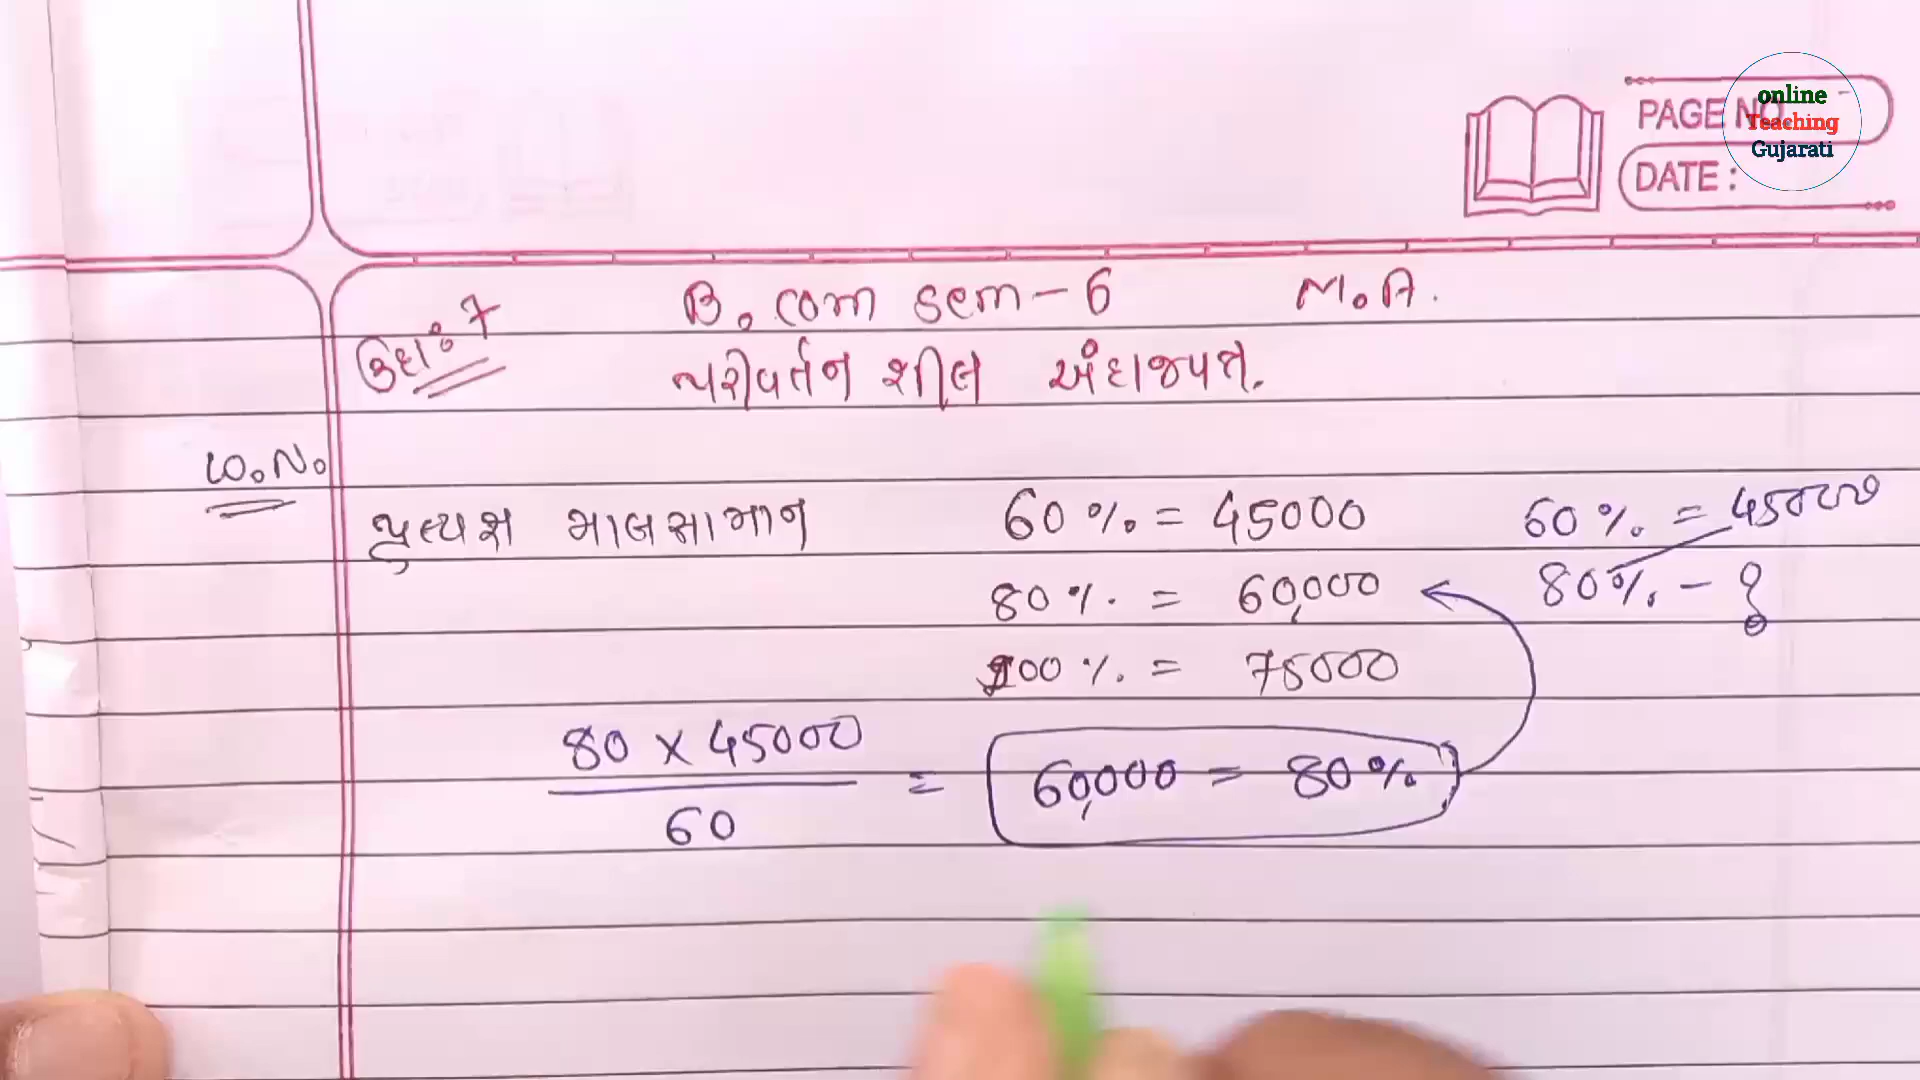 online
Teaching
Gujarati
PAGE NO
DATE :
ઉદા. : 7
B. com sem - 6 M. A.
પરીવર્તન શીલ અંદાજપત્ર.
W. N.
પ્રત્યક્ષ માલસામાન 60 % = 45000 60 % = 45000
80 % = 60,000 80% - ?
100 % = 75000
80 x 45000
60
= 60,000 = 80%